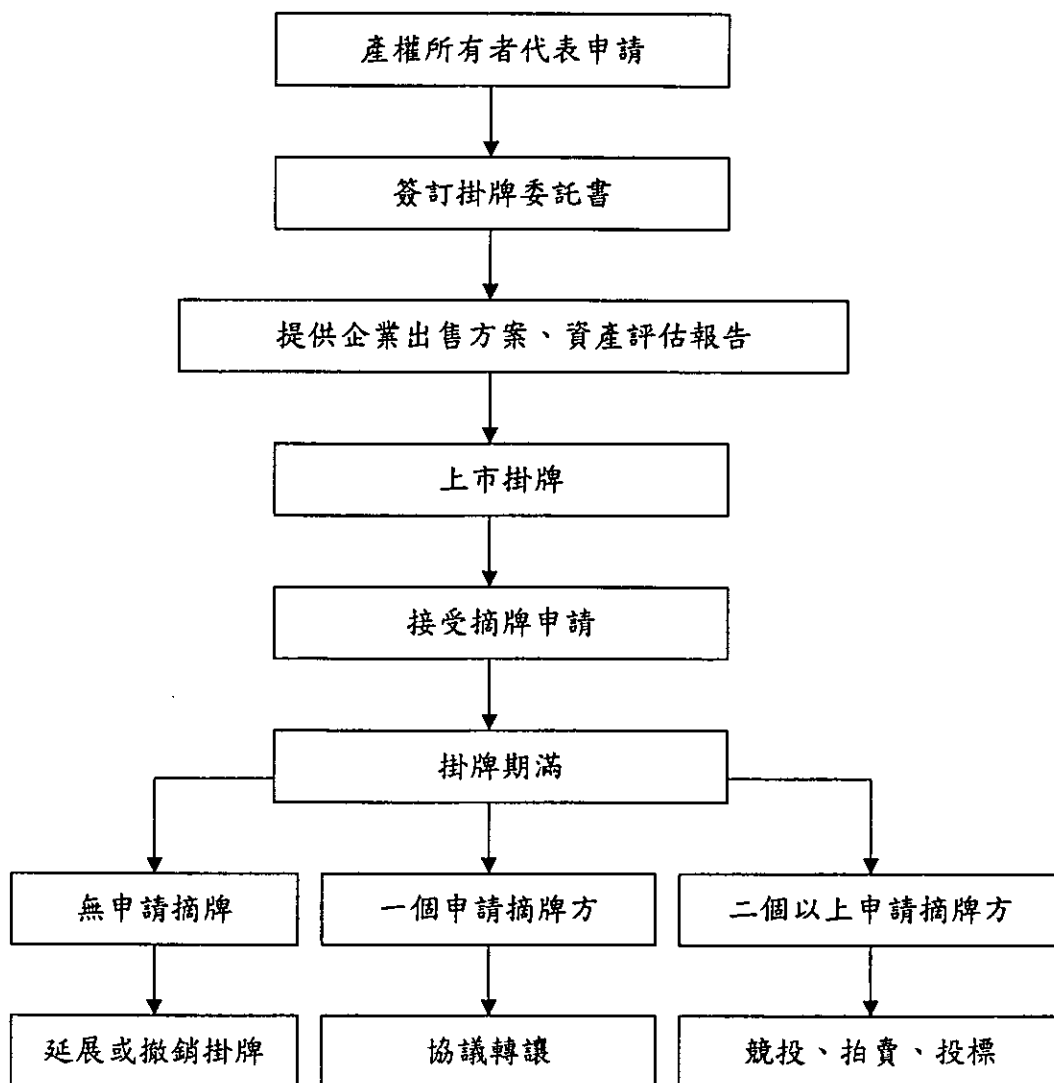 產權所有者代表申請
簽訂掛牌委託書
提供企業出售方案、資產評估報告
上市掛牌
接受摘牌申請
掛牌期滿
無申請摘牌
一個申請摘牌方
二個以上申請摘牌方
延展或撤銷掛牌
協議轉讓
競投、拍費、投標